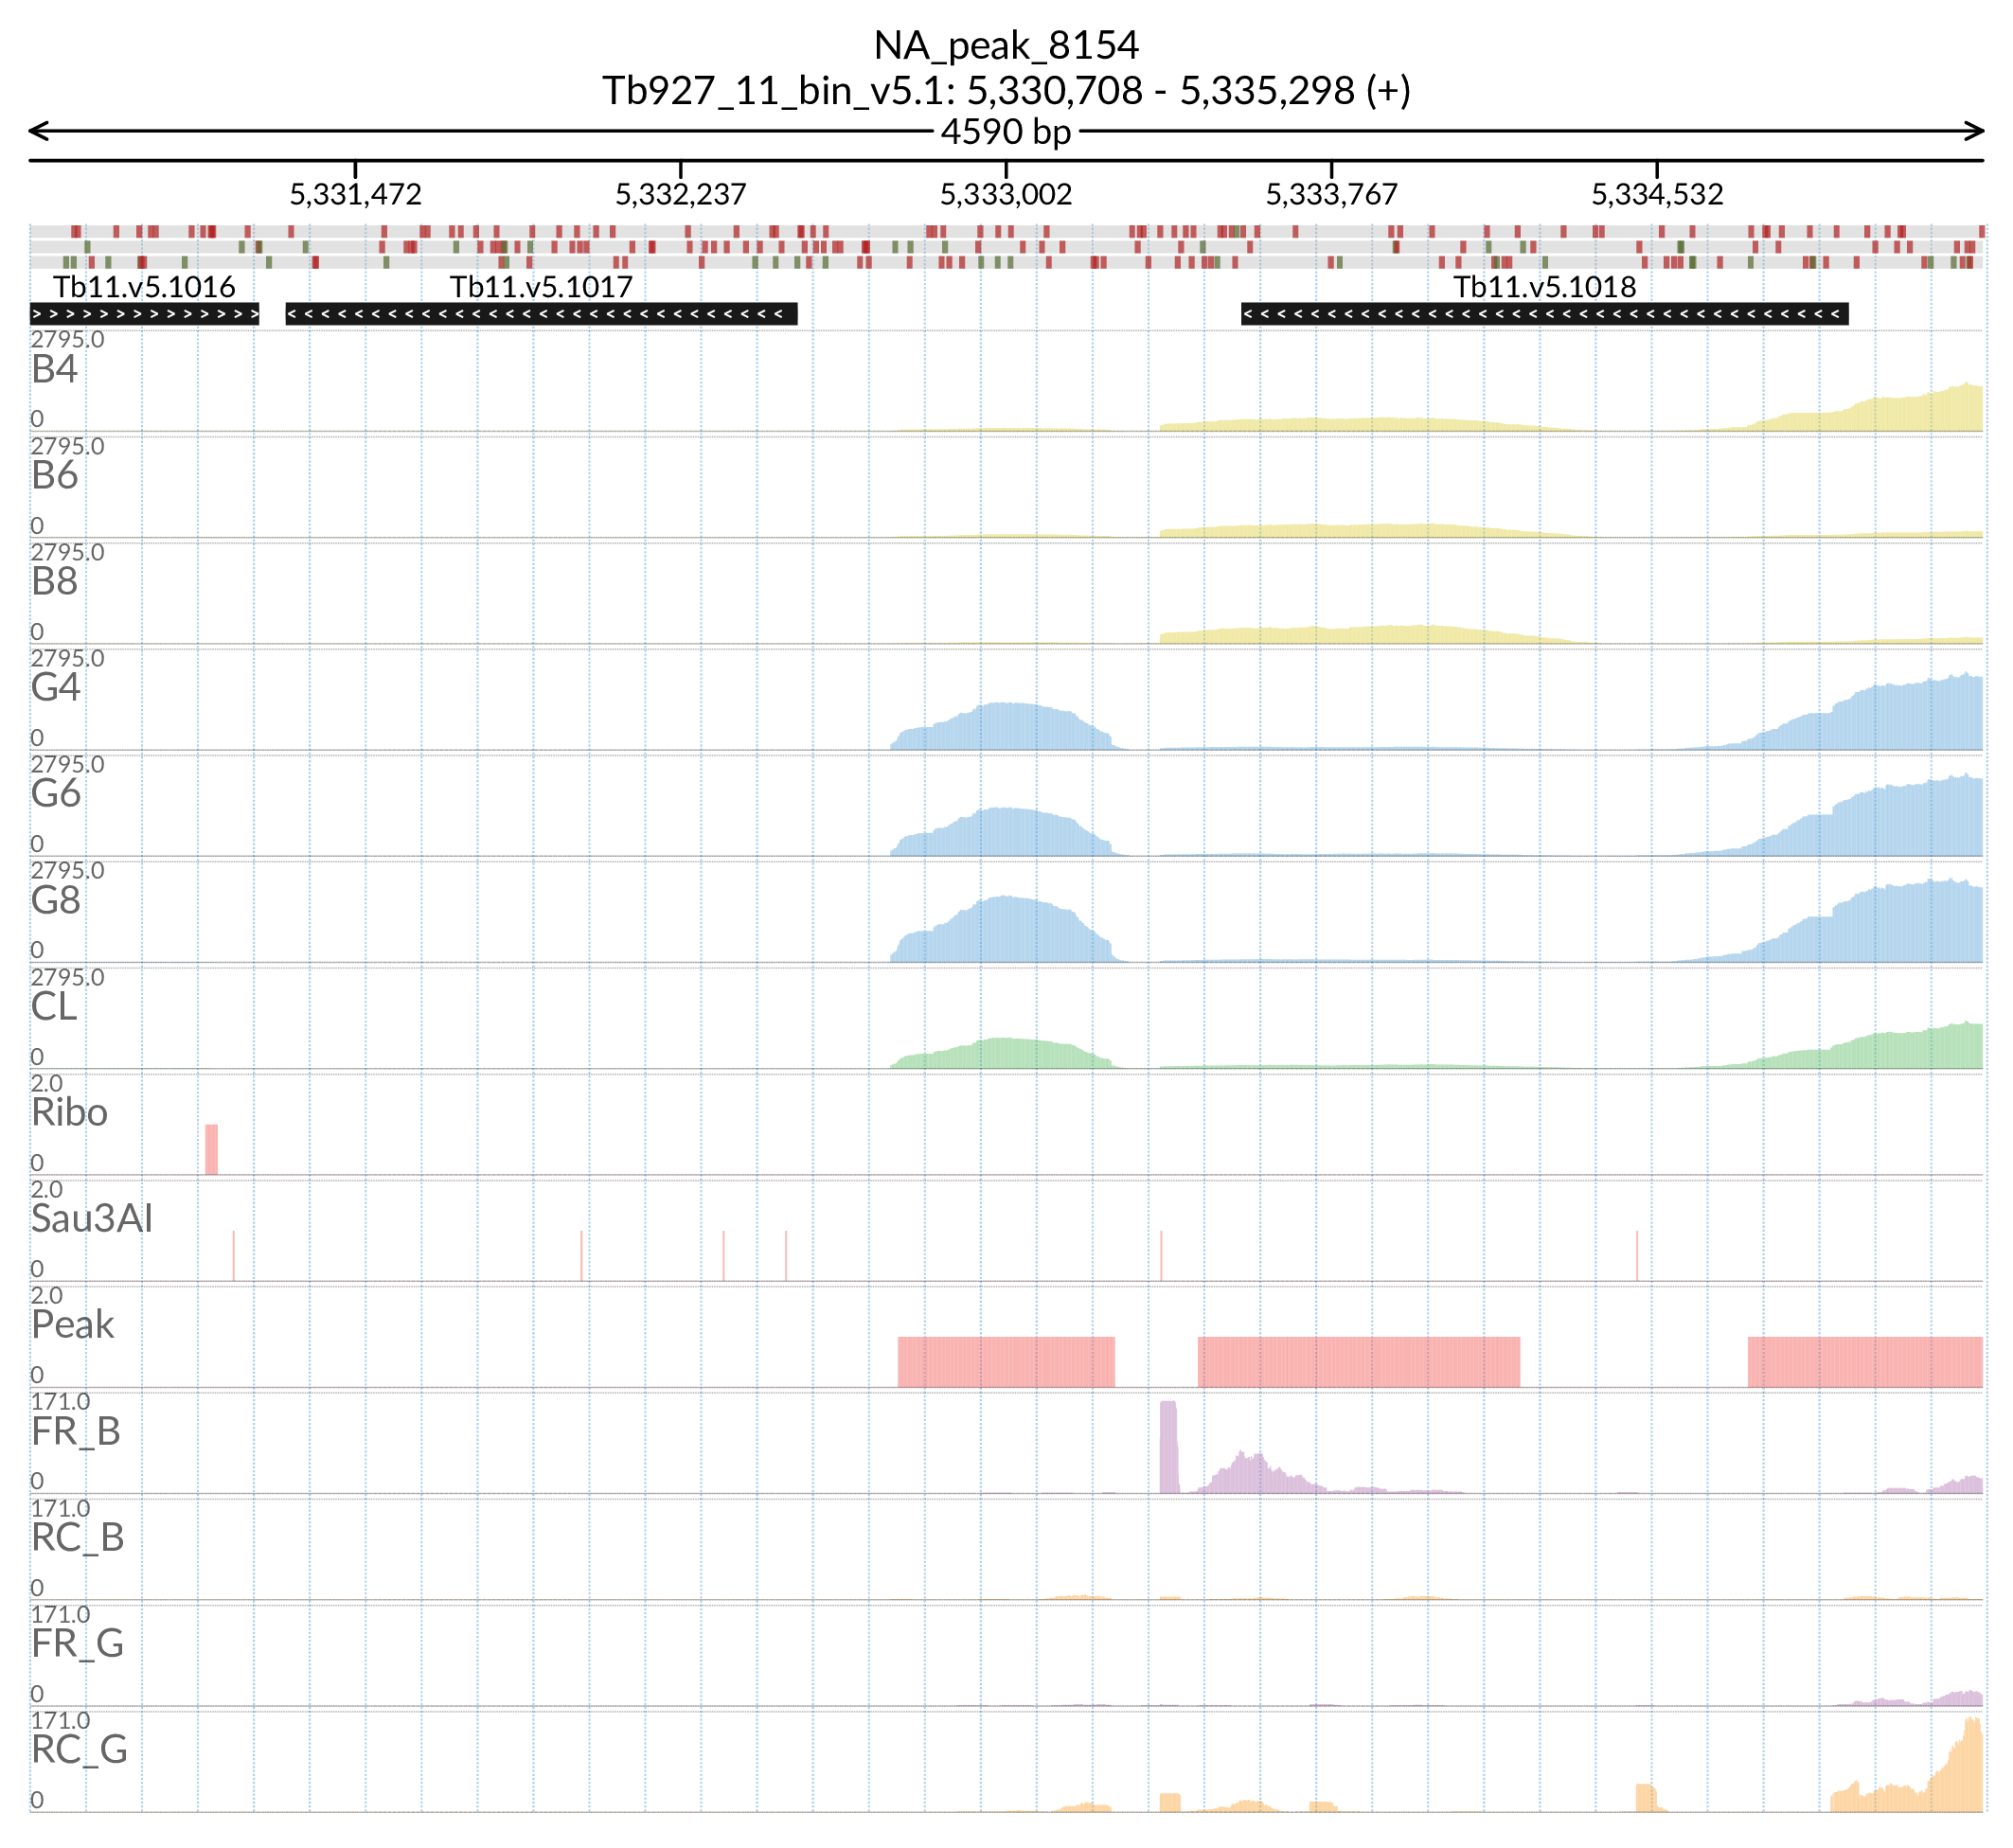 NA_peak_8154
Tb927_11_bin_v5.1: 5,330,708 - 5,335,298 (+)
4590 bp
5,331,472 5,332,237 5,333,002 5,333,767 5,334,532
Tb11.v5.1016 Tb11.v5.1017 Tb11.v5.1018
2795.0
B4
0
2795.0
B6
0
2795.0
B8
0
2795.0
G4
0
2795.0
G6
0
2795.0
G8
0
2795.0
CL
0
2.0
Ribo
0
2.0
Sau3AI
0
2.0
Peak
0
171.0
FR_B
0
171.0
RC_B
0
171.0
FR_G
0
171.0
RC_G
0